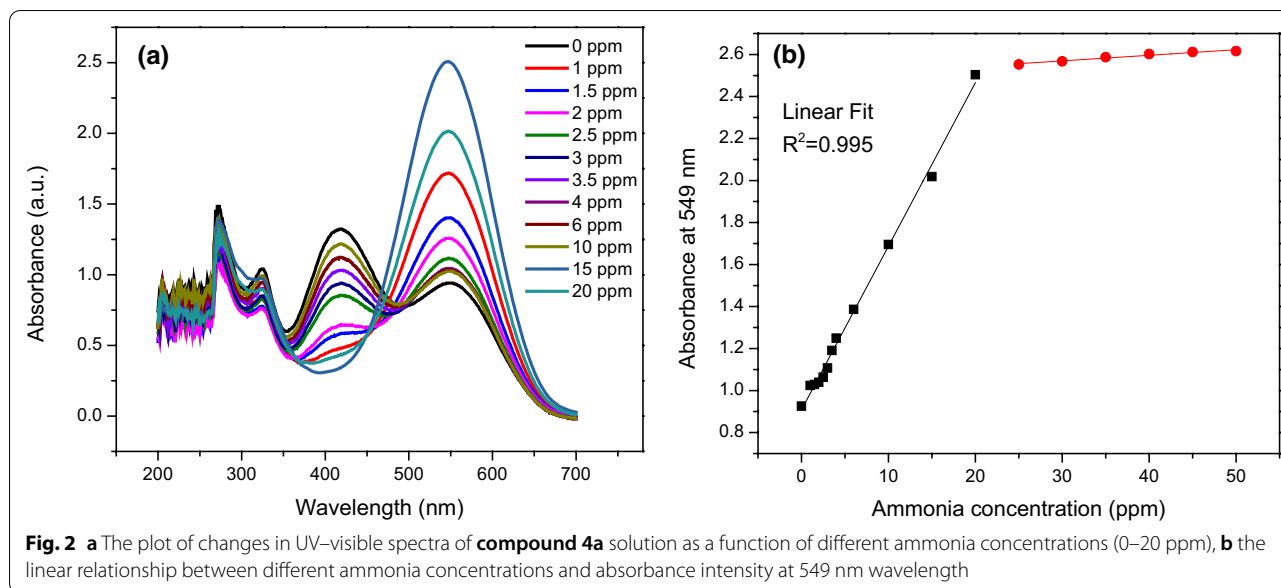 (a)
0 ppm
1 ppm
1.5 ppm
2 ppm
2.5 ppm
3 ppm
3.5 ppm
4 ppm
6 ppm
10 ppm
15 ppm
20 ppm
2.5
2.0
1.5
1.0
0.5
0.0
Absorbance (a.u.)
200 300 400 500 600 700
Wavelength (nm)
(b)
Linear Fit
R²=0.995
2.6
2.4
2.2
2.0
1.8
1.6
1.4
1.2
1.0
0.8
Absorbance at 549 nm
0 10 20 30 40 50
Ammonia concentration (ppm)
Fig. 2 a The plot of changes in UV–visible spectra of compound 4a solution as a function of different ammonia concentrations (0–20 ppm), b the
linear relationship between different ammonia concentrations and absorbance intensity at 549 nm wavelength